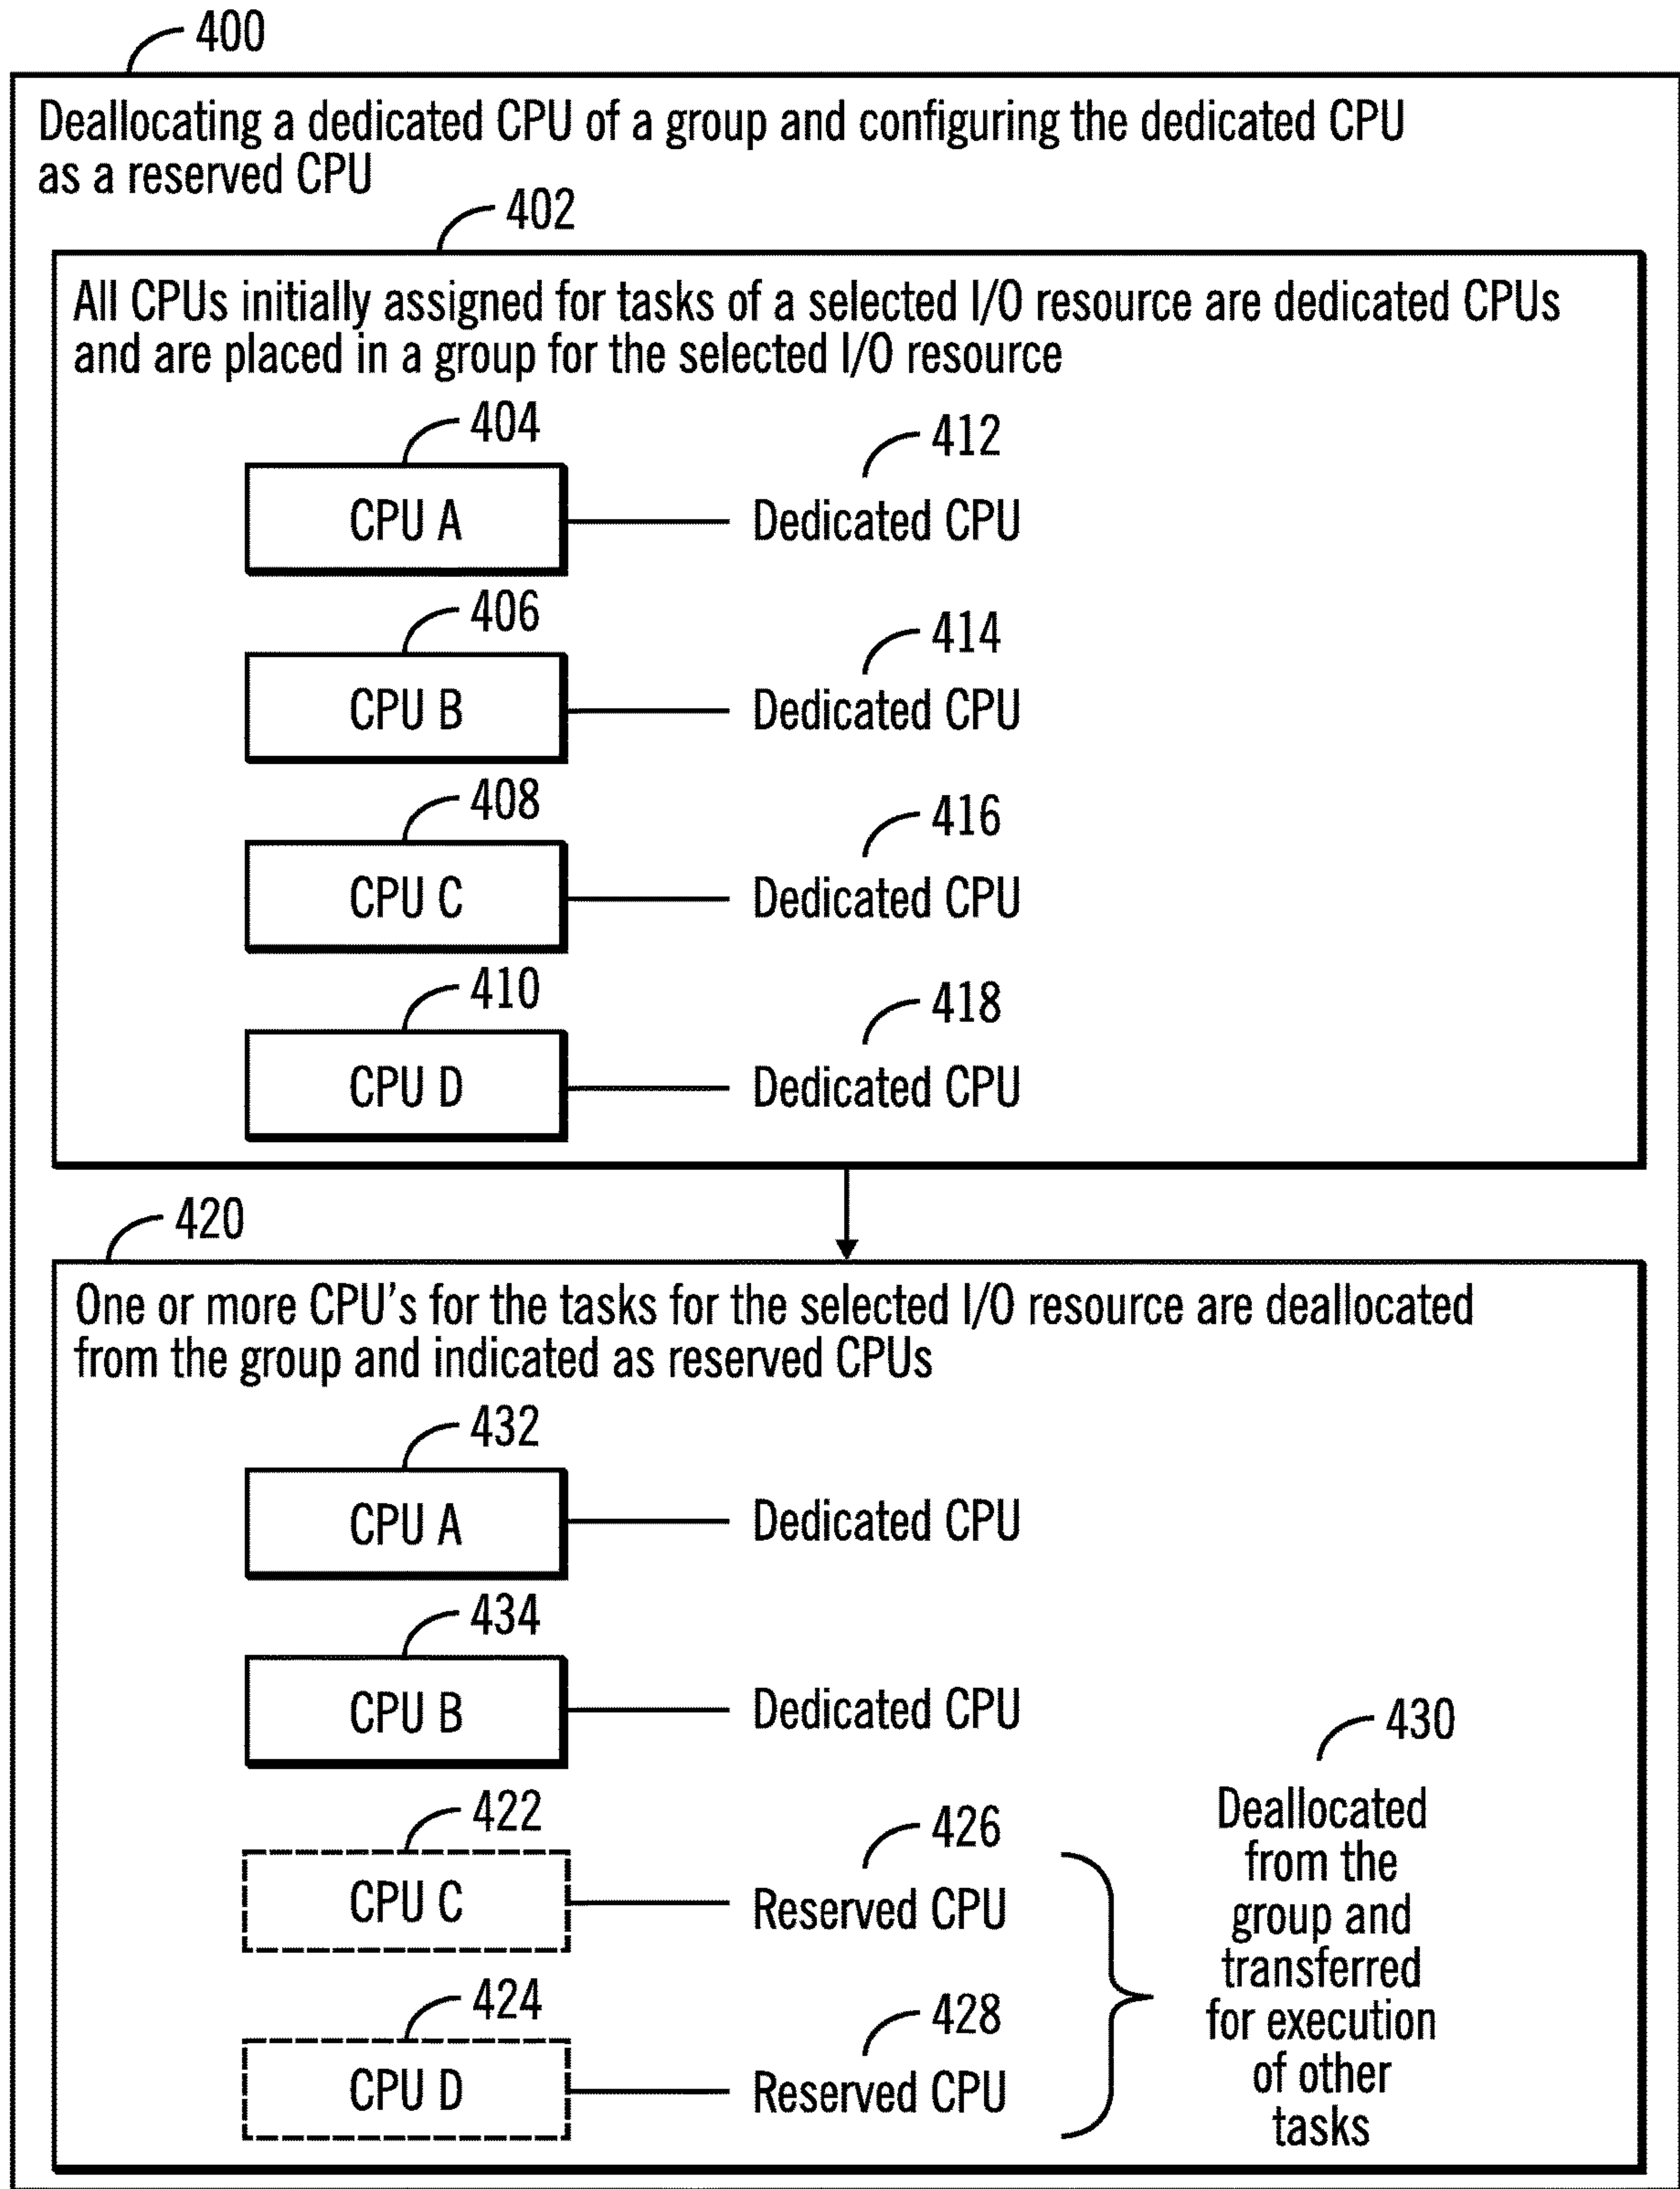 400
Deallocating a dedicated CPU of a group and configuring the dedicated CPU
as a reserved CPU
402
All CPUs initially assigned for tasks of a selected I/O resource are dedicated CPUs
and are placed in a group for the selected I/O resource
404
412
CPU A
Dedicated CPU
406
414
CPU B
Dedicated CPU
408
416
CPU C
Dedicated CPU
410
418
CPU D
Dedicated CPU
420
One or more CPU's for the tasks for the selected I/O resource are deallocated
from the group and indicated as reserved CPUs
432
CPU A
Dedicated CPU
434
CPU B
Dedicated CPU
422
426
CPU C
Reserved CPU
424
428
CPU D
Reserved CPU
430
Deallocated
from the
group and
transferred
for execution
of other
tasks